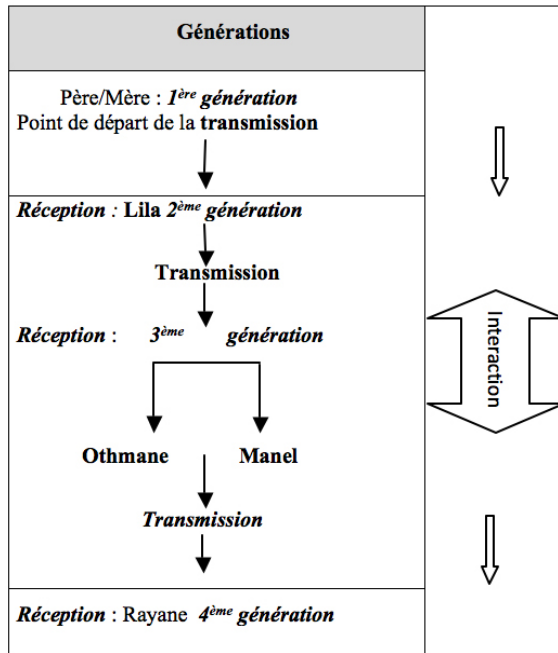 Générations
Père/Mère : 1ère génération
Point de départ de la transmission
Réception : Lila 2ème génération
Transmission
Réception : 3ème génération
Interaction
Othmane Manel
Transmission
Réception : Rayane 4ème génération